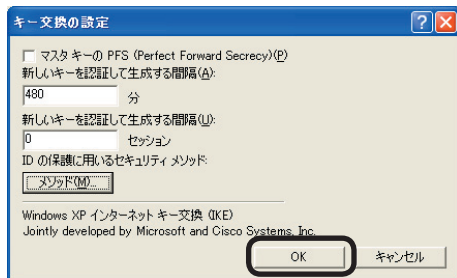 キー交換の設定
マスタ キーの PFS (Perfect Forward Secrecy)(P)
新しいキーを認証して生成する間隔(A):
480 分
新しいキーを認証して生成する間隔(U):
0 セッション
ID の保護に用いるセキュリティ メソッド:
メソッド(M)...
Windows XP インターネット キー交換 (IKE)
Jointly developed by Microsoft and Cisco Systems, Inc.
OK キャンセル